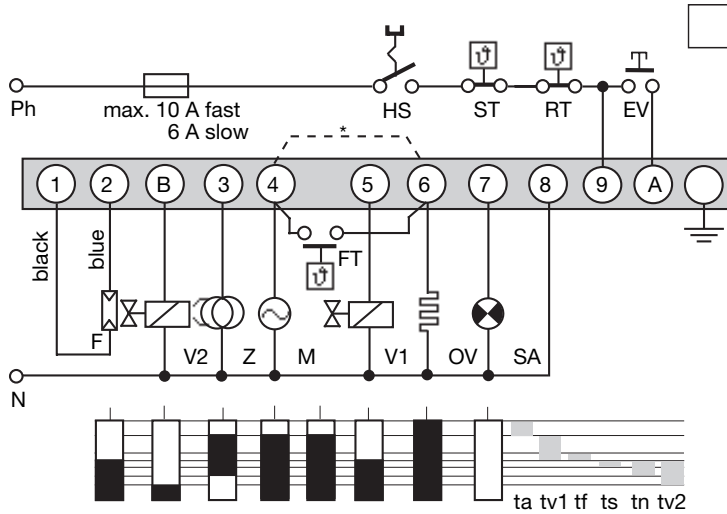 Ph
max. 10 A fast
6 A slow
HS
ST
RT
EV
ϑ
ϑ
*
1 2 B 3 4 5 6 7 8 9 A
black
blue
FT
ϑ
F
V2 Z M V1 OV SA
N
ta tv1 tf ts tn tv2